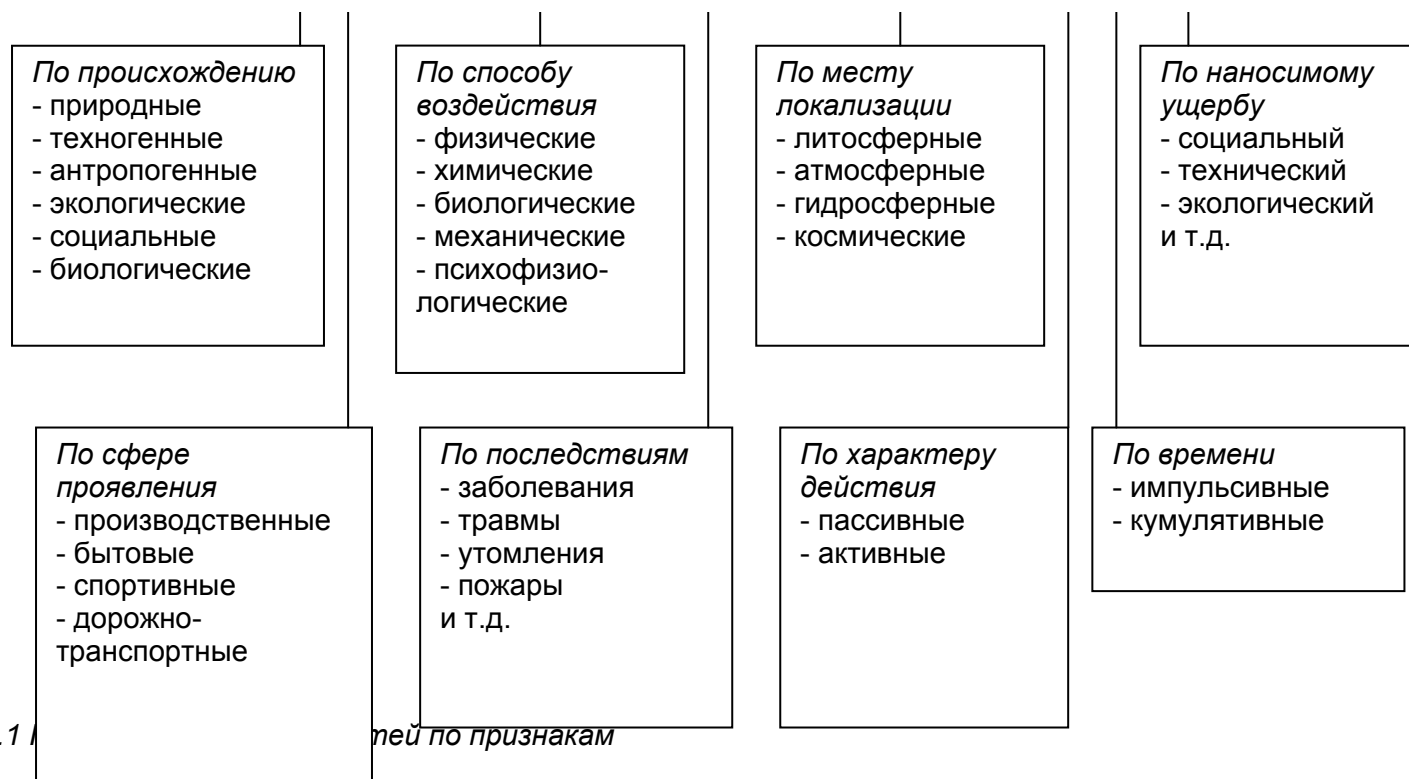 По происхождению
- природные
- техногенные
- антропогенные
- экологические
- социальные
- биологические
По способу
воздействия
- физические
- химические
- биологические
- механические
- психофизио-
логические
По месту
локализации
- литосферные
- атмосферные
- гидросферные
- космические
По наносимому
ущербу
- социальный
- технический
- экологический
и т.д.
По сфере
проявления
- производственные
- бытовые
- спортивные
- дорожно-
транспортные
По последствиям
- заболевания
- травмы
- утомления
- пожары
и т.д.
По характеру
действия
- пассивные
- активные
По времени
- импульсивные
- кумулятивные
.1 тей по признакам